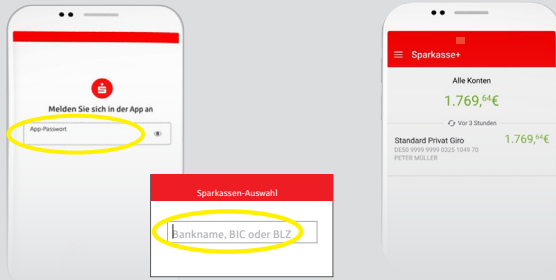 Melden Sie sich in der App an
App-Passwort
Sparkassen-Auswahl
Bankname, BIC oder BLZ
Sparkasse+
Alle Konten
1.769,64€
Vor 3 Stunden
Standard Privat Giro 1.769,64€
DE50 9999 9999 0325 1049 70
PETER MÜLLER